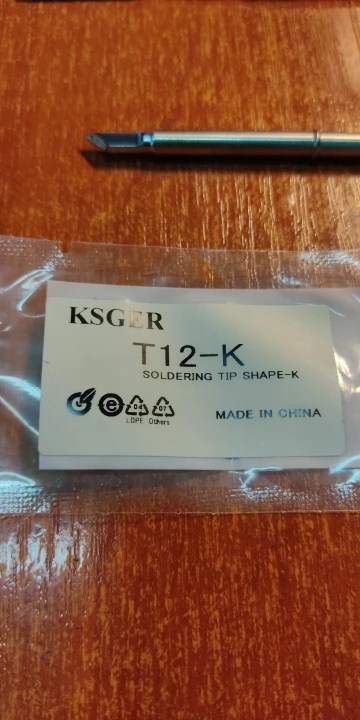 KSGER
T12-K
SOLDERING TIP SHAPE-K
e 04 07
LDPE Others
MADE IN CHINA